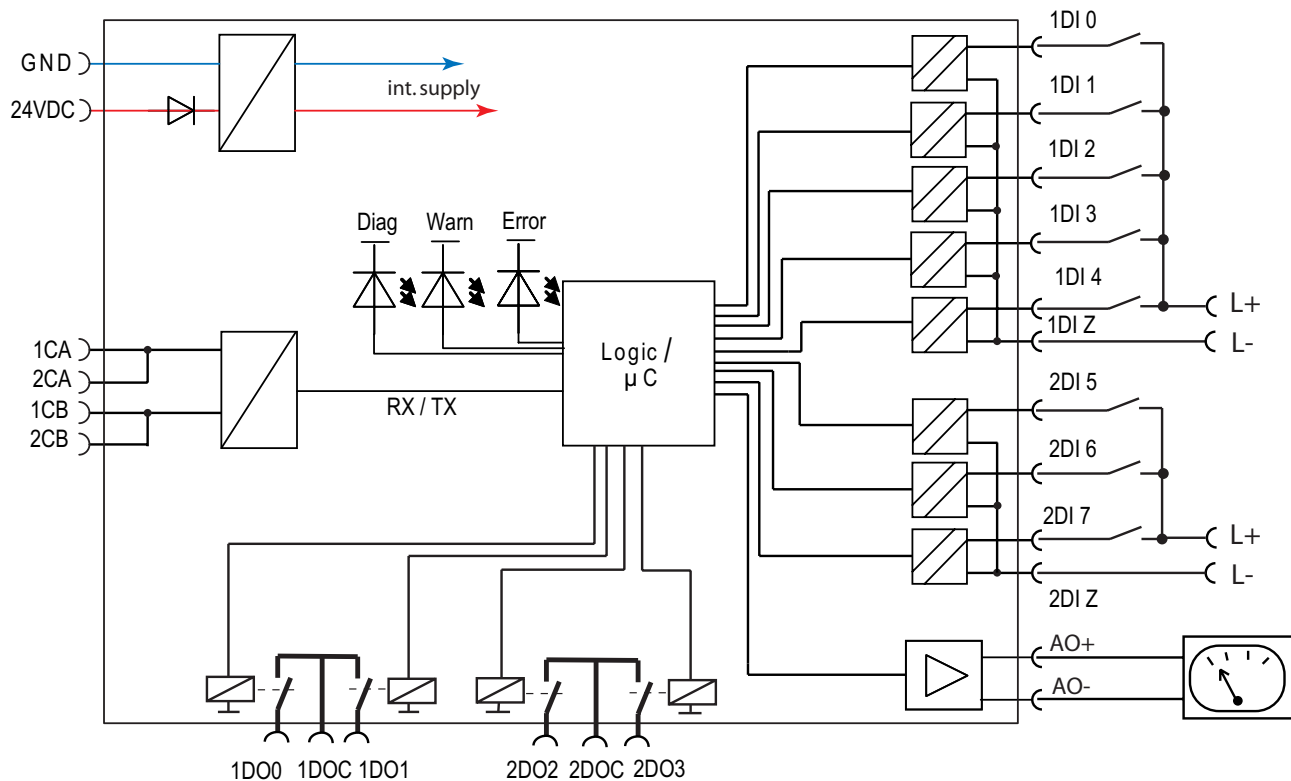 GND
24VDC
int. supply
Diag
Warn
Error
Logic /
µ C
1CA
2CA
1CB
2CB
RX / TX
1DI 0
1DI 1
1DI 2
1DI 3
1DI 4
L+
1DI Z
L-
2DI 5
2DI 6
2DI 7
L+
L-
2DI Z
AO+
AO-
1DO0
1DOC
1DO1
2DO2
2DOC
2DO3